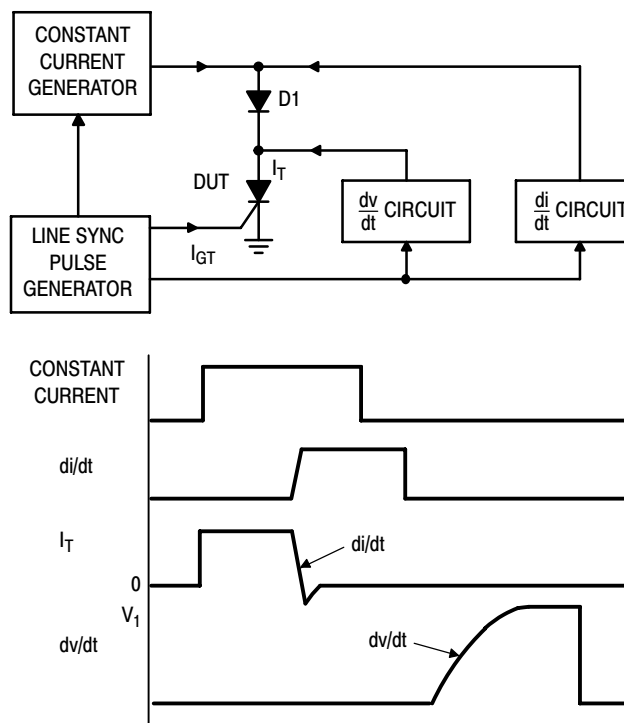 CONSTANT
CURRENT
GENERATOR
D1
DUT
I_T
dv
dt
CIRCUIT
di
dt
CIRCUIT
LINE SYNC
PULSE
GENERATOR
I_GT
CONSTANT
CURRENT
di/dt
I_T
di/dt
0
V_1
dv/dt
dv/dt